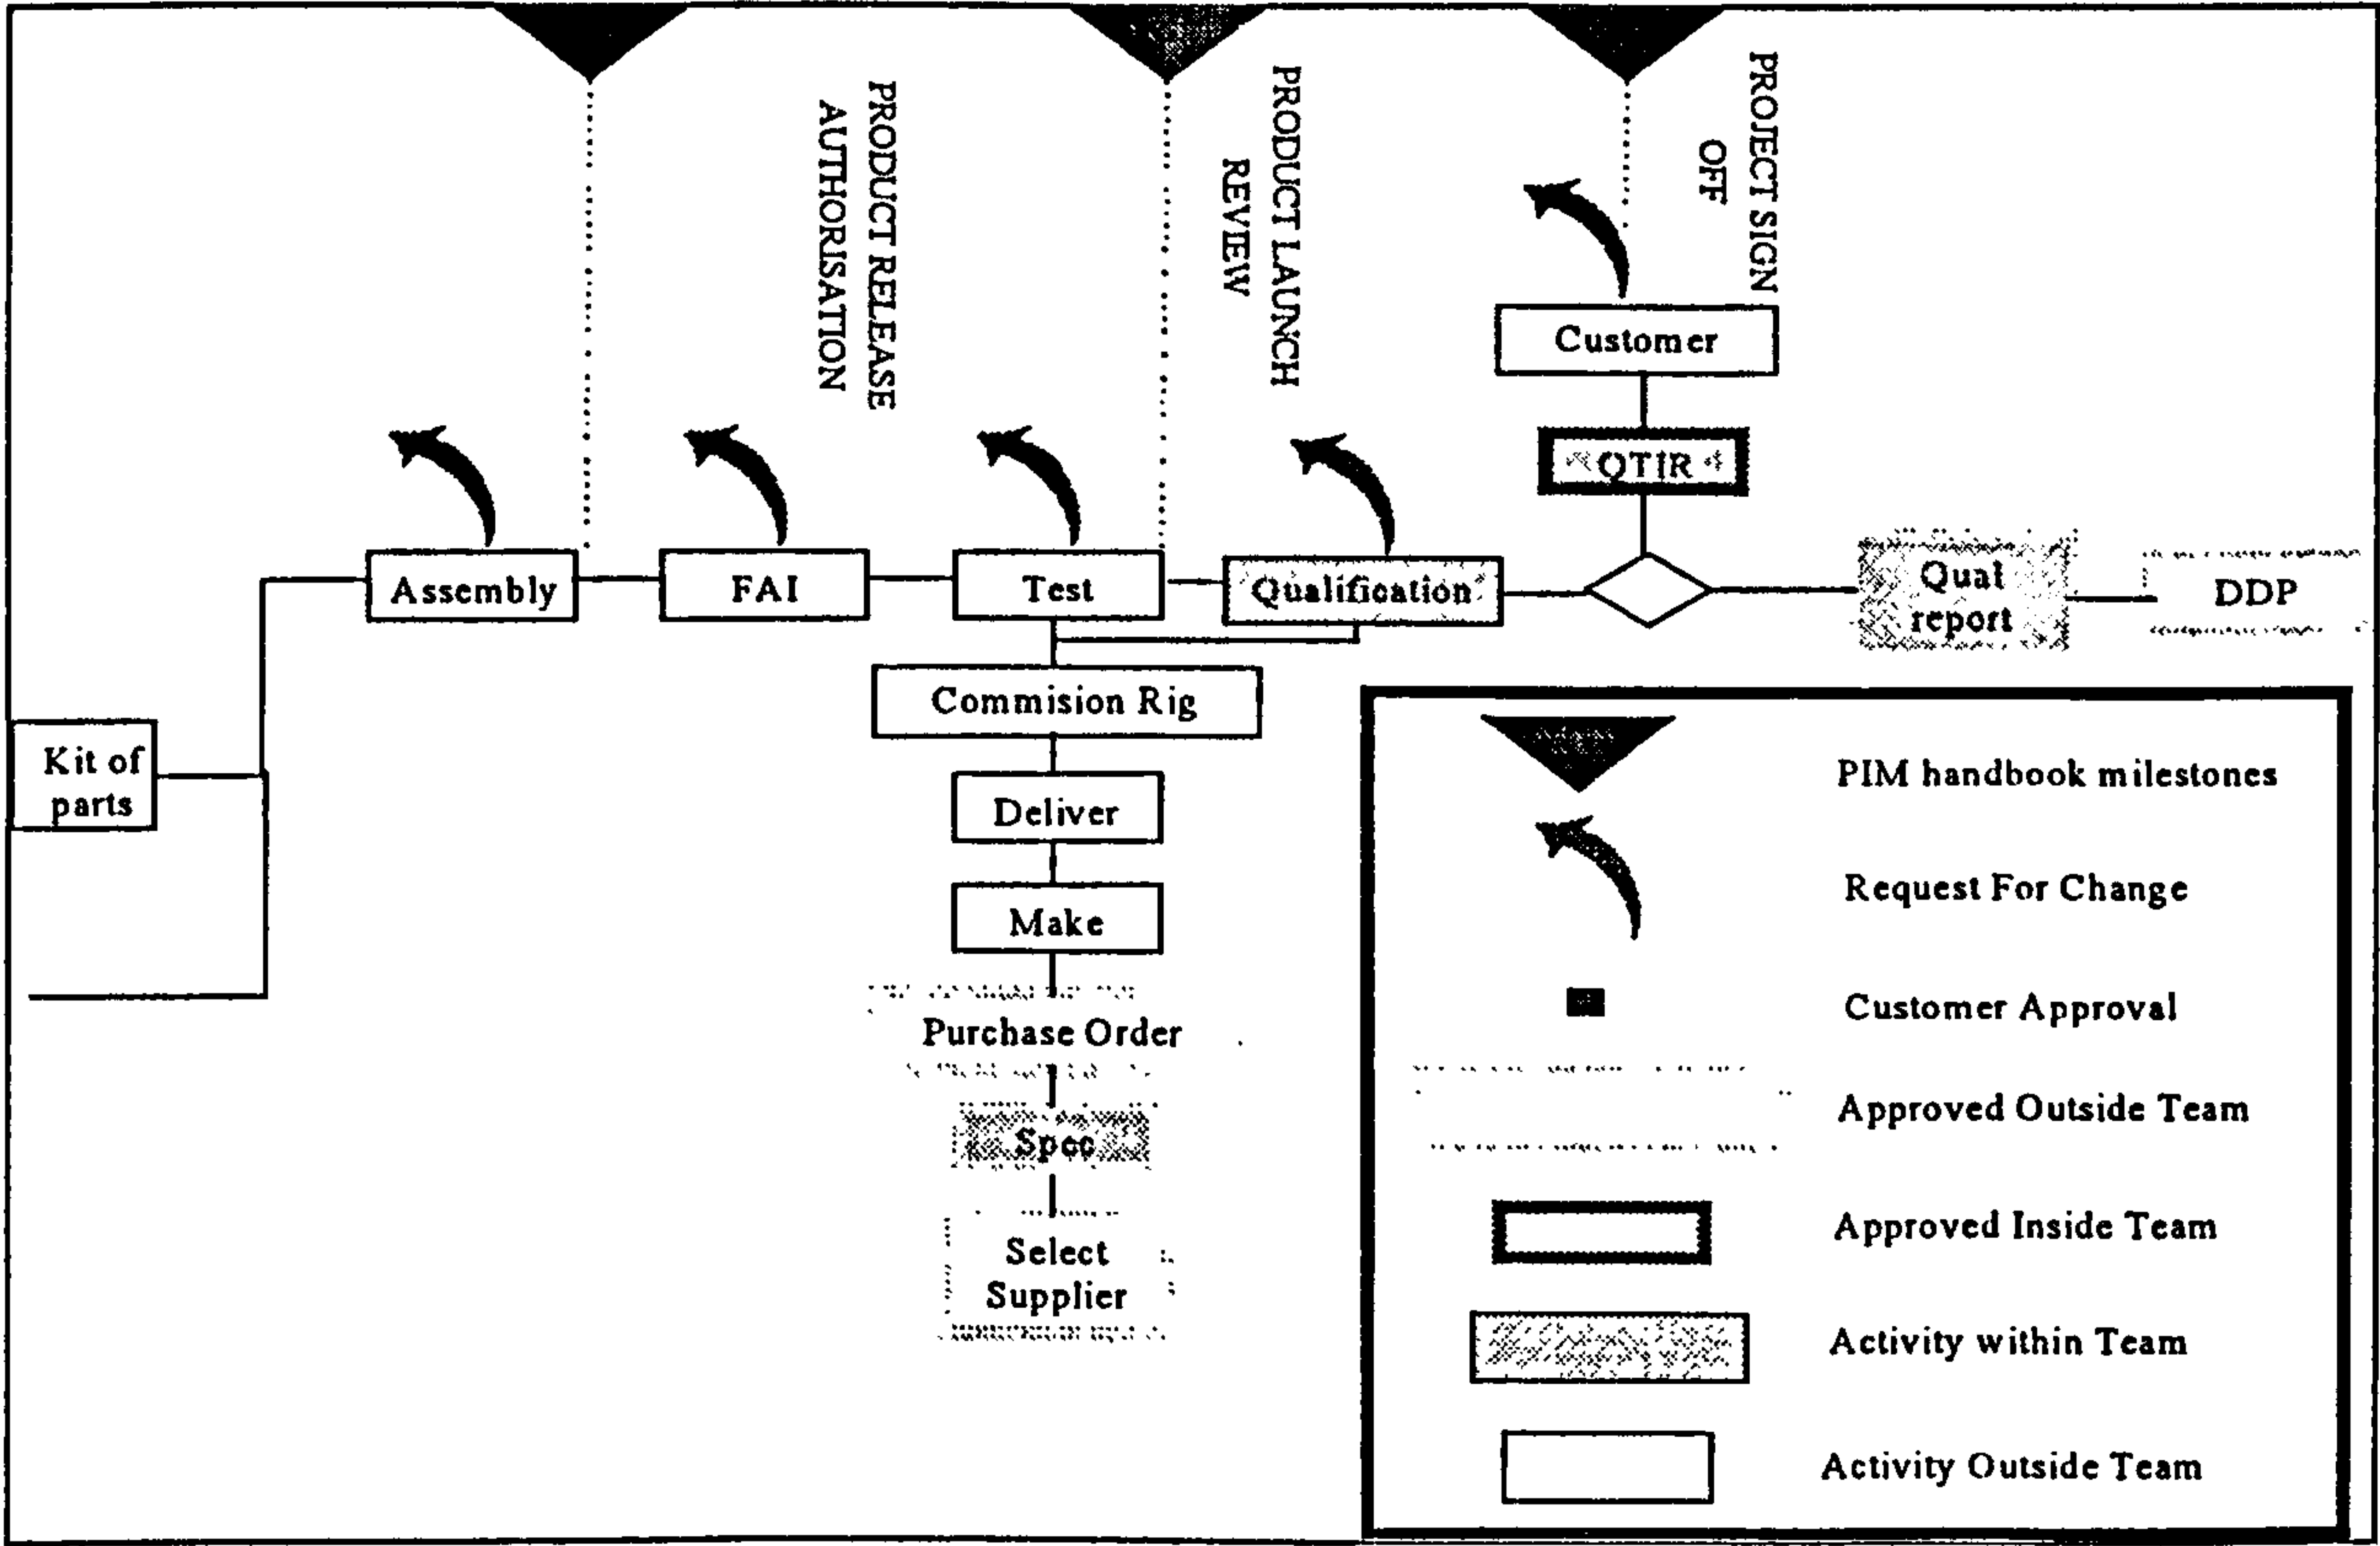 PRODUCT RELEASE
AUTHORISATION
PRODUCT LAUNCH
REVIEW
PROJECT SIGN
OFF
Customer
QTIR
Assembly
FAI
Test
Qualification
Qual
report
DDP
Commision Rig
Kit of
parts
Deliver
Make
Purchase Order
Spec
Select
Supplier
PIM handbook milestones
Request For Change
Customer Approval
Approved Outside Team
Approved Inside Team
Activity within Team
Activity Outside Team